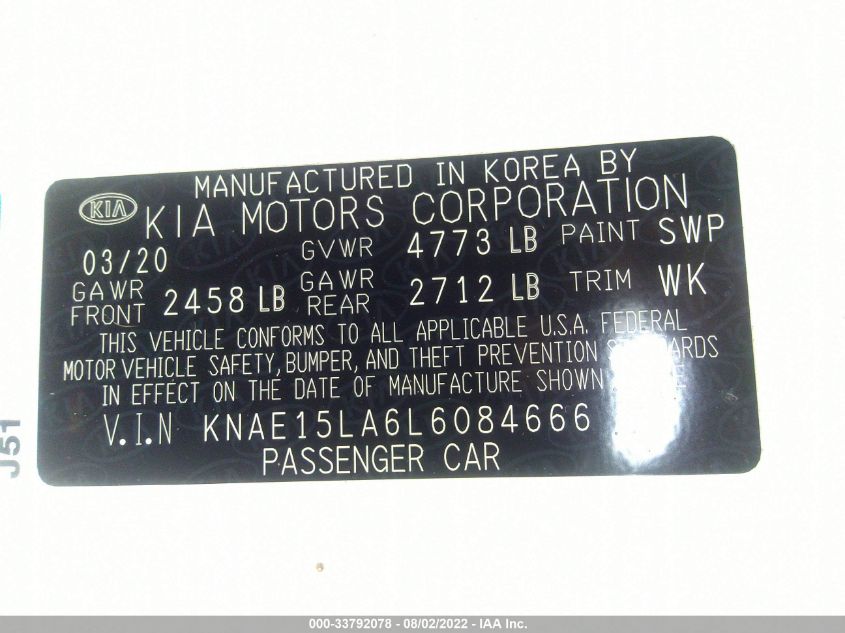 MANUFACTURED IN KOREA BY
KIA KIA MOTORS CORPORATION
03/20 GVWR 4773 LB PAINT SWP
GAWR FRONT 2458 LB GAWR REAR 2712 LB TRIM WK
THIS VEHICLE CONFORMS TO ALL APPLICABLE U.S.A. FEDERAL
MOTOR VEHICLE SAFETY, BUMPER, AND THEFT PREVENTION STANDARDS
IN EFFECT ON THE DATE OF MANUFACTURE SHOWN
V.I.N KNAE15LA6L6084666
PASSENGER CAR
J51
000-33792078 - 08/02/2022 - IAA Inc.